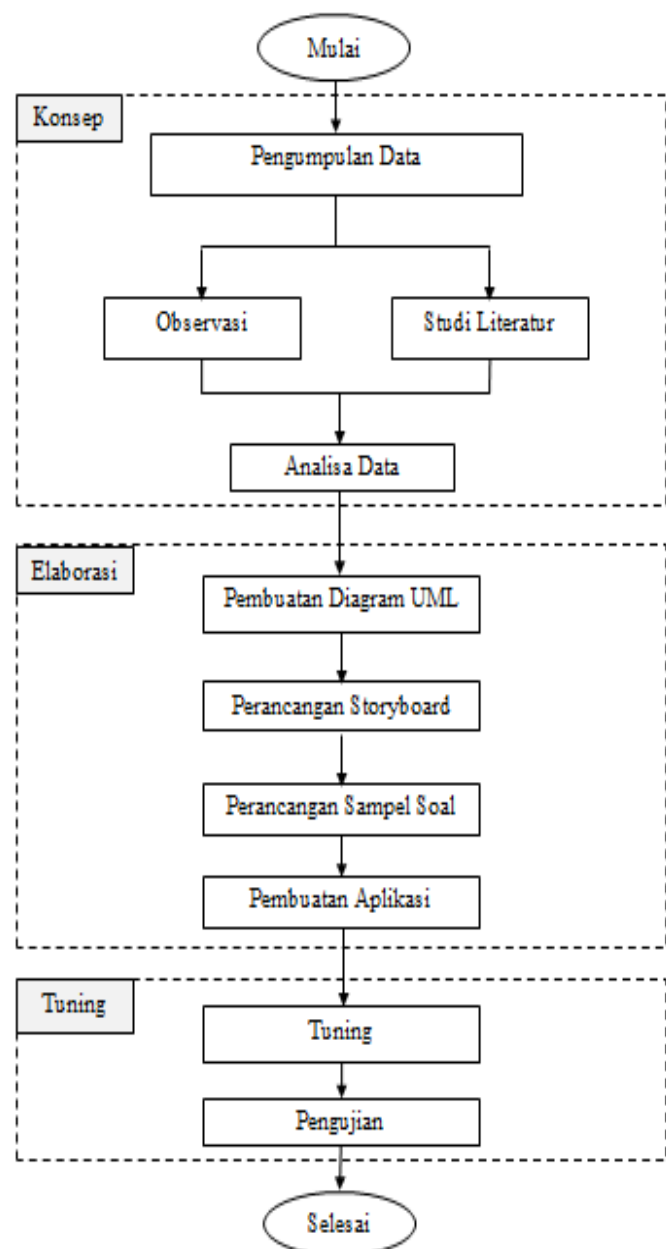 Mulai
Konsep
Pengumpulan Data
Observasi
Studi Literatur
Analisa Data
Elaborasi
Pembuatan Diagram UML
Perancangan Storyboard
Perancangan Sampel Soal
Pembuatan Aplikasi
Tuning
Tuning
Pengujian
Selesai